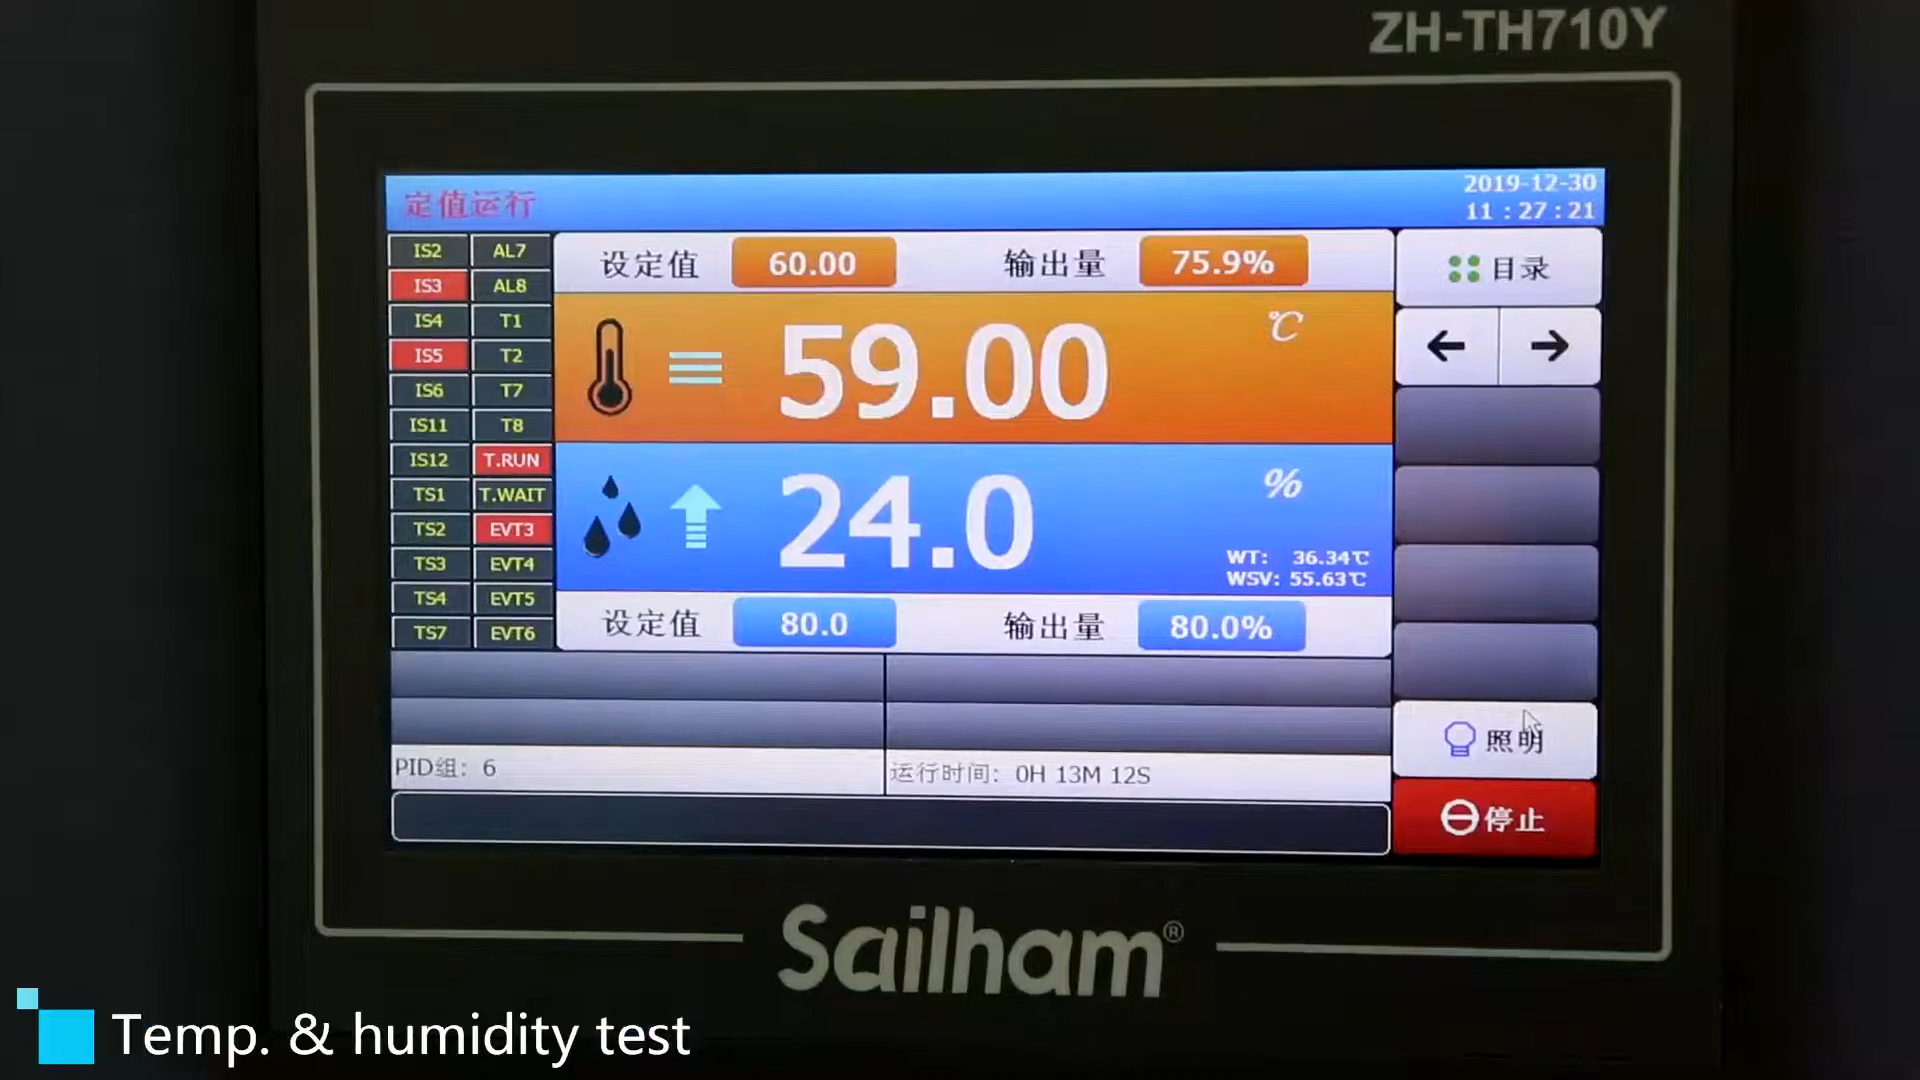 ZH-TH710Y
定值运行
2019-12-30
11 : 27 : 21
IS2 AL7
IS3 AL8
IS4 T1
IS5 T2
IS6 T7
IS11 T8
IS12 T.RUN
TS1 T.WAIT
TS2 EVT3
TS3 EVT4
TS4 EVT5
TS7 EVT6
设定值 60.00 输出量 75.9%
59.00 ℃
24.0 %
WT: 36.34℃
WSV: 55.63℃
设定值 80.0 输出量 80.0%
PID组: 6
运行时间: 0H 13M 12S
目录
← →
照明
停止
Sailham®
Temp. & humidity test